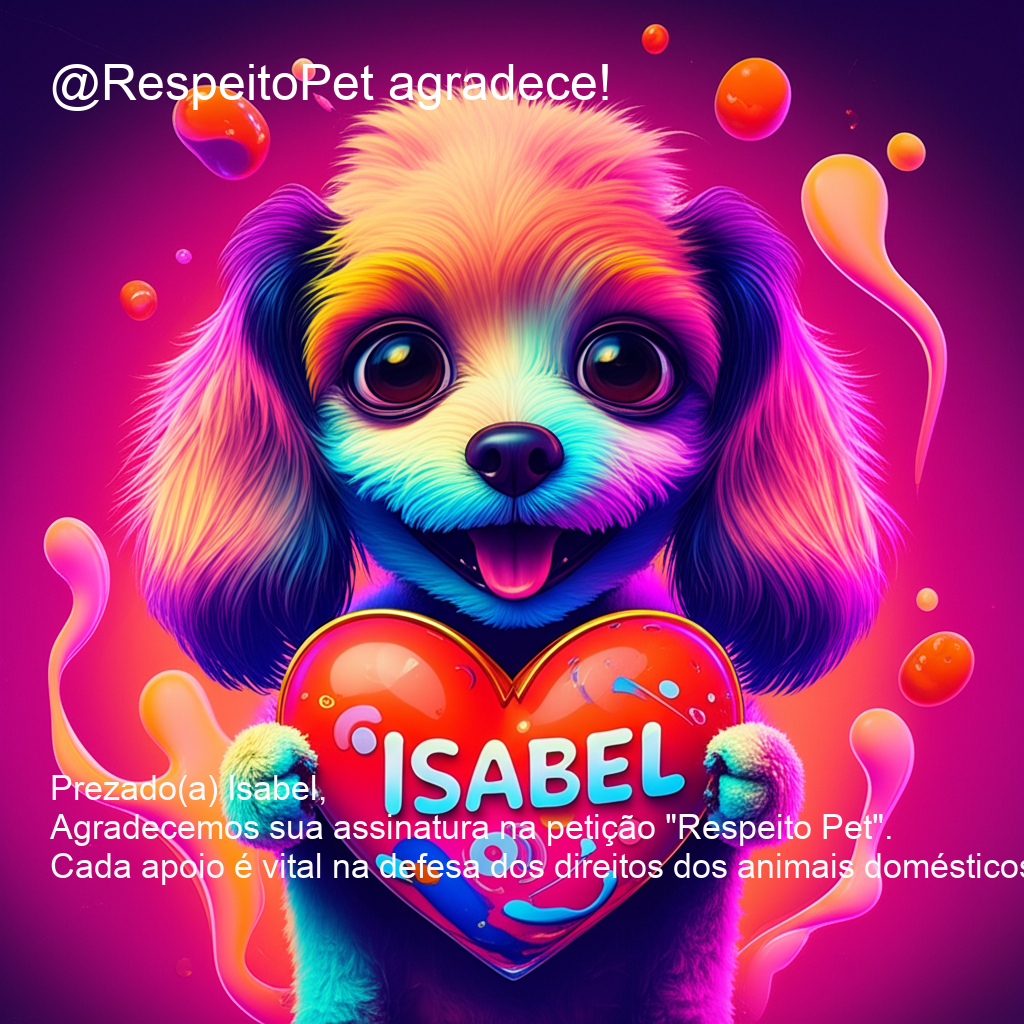 @RespeitoPet agradece!
ISABEL
Prezado(a) Isabel,
Agradecemos sua assinatura na petição "Respeito Pet".
Cada apoio é vital na defesa dos direitos dos animais domésticos